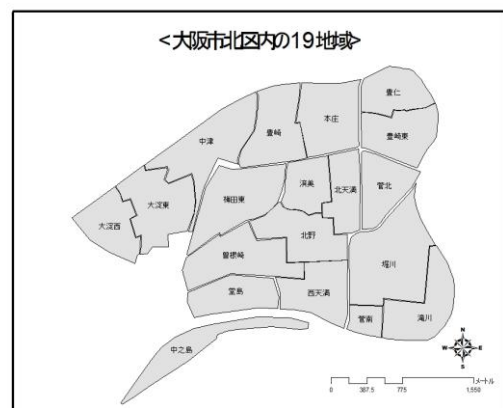 <大阪市北区内の19地域>
豊仁
本庄
豊崎
豊崎東
中津
済美
北天満
菅北
梅田東
大淀東
大淀西
北野
曽根崎
堀川
堂島
西天満
菅南
滝川
中之島
N
W
E
S
メートル
0
387.5
775
1,550